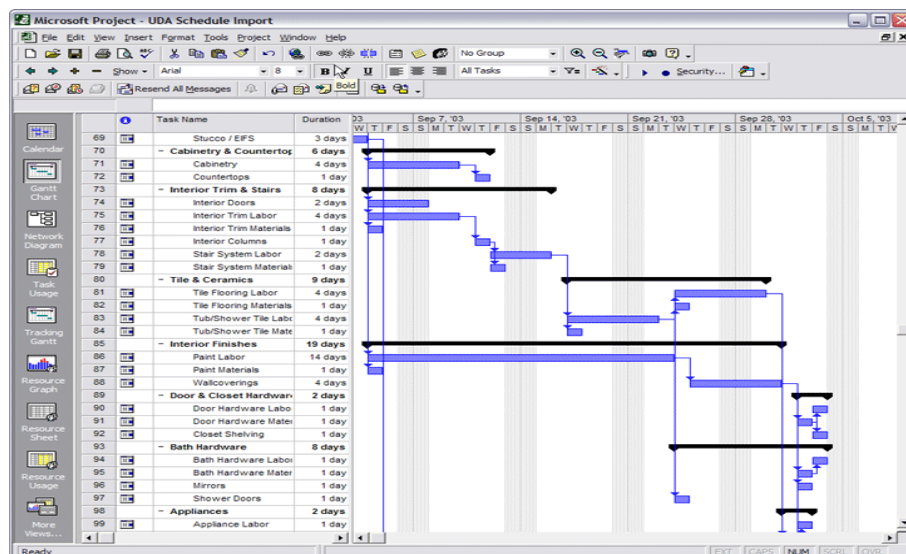 Microsoft Project - UDA Schedule Import
File Edit View Insert Format Tools Project Window Help
No Group
Show Arial 8 B U All Tasks Security...
Resend All Messages Bold
Task Name Duration 03 Sep 7, '03 Sep 14, '03 Sep 21, '03 Sep 28, '03 Oct 5, '03
W T F S S M T W T F S S M T W T F S S M T W T F S S M T W T F S S M T W
69 Stucco / EIFS 3 days
70 - Cabinetry & Countertop 6 days
71 Cabinetry 4 days
72 Countertops 1 day
73 - Interior Trim & Stairs 8 days
74 Interior Doors 2 days
75 Interior Trim Labor 4 days
76 Interior Trim Materials 1 day
77 Interior Columns 1 day
78 Stair System Labor 2 days
79 Stair System Material 1 day
80 - Tile & Ceramics 9 days
81 Tile Flooring Labor 4 days
82 Tile Flooring Materials 1 day
83 Tub/Shower Tile Labo 4 days
84 Tub/Shower Tile Mate 1 day
85 - Interior Finishes 19 days
86 Paint Labor 14 days
87 Paint Materials 1 day
88 Wallcoverings 4 days
89 - Door & Closet Hardwar 2 days
90 Door Hardware Labo 1 day
91 Door Hardware Mater 1 day
92 Closet Shelving 1 day
93 - Bath Hardware 8 days
94 Bath Hardware Labor 1 day
95 Bath Hardware Mater 1 day
96 Mirrors 1 day
97 Shower Doors 1 day
98 - Appliances 2 days
99 Appliance Labor 1 day
Calendar
Gantt
Chart
Network
Diagram
Task
Usage
Tracking
Gantt
Resource
Graph
Resource
Sheet
Resource
Usage
More
Views...
Ready EXT CAPS NUM SCRL OVR